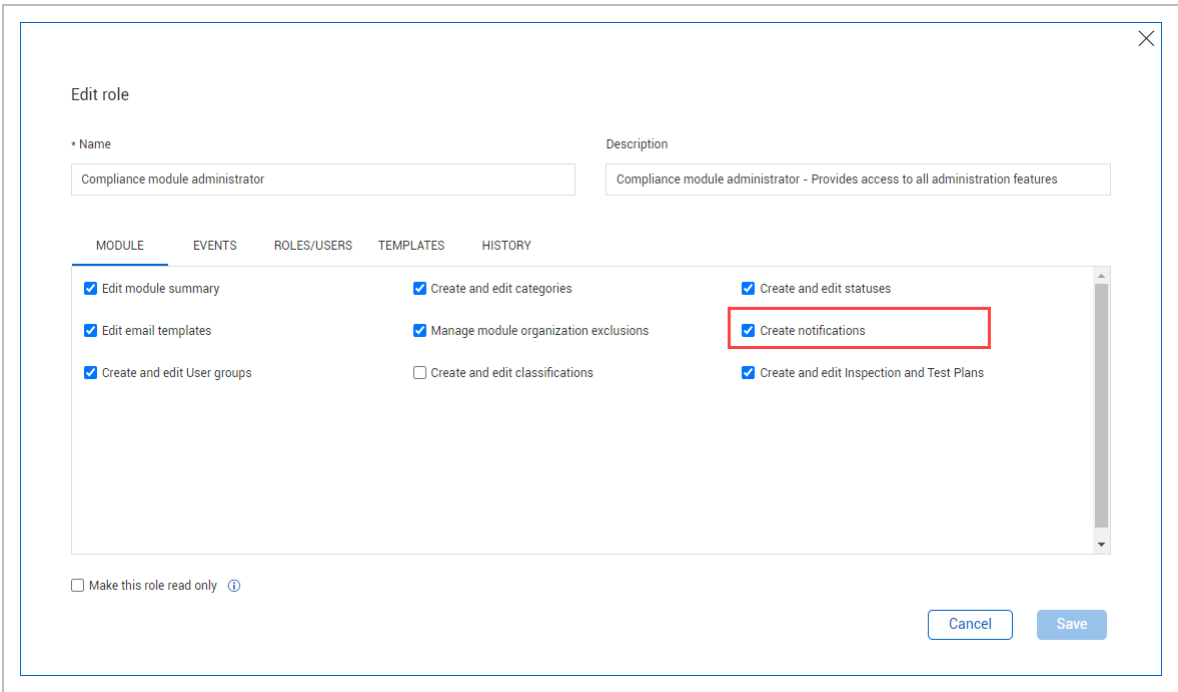 Edit role
* Name
Description
Compliance module administrator
Compliance module administrator - Provides access to all administration features
MODULE EVENTS ROLES/USERS TEMPLATES HISTORY
Edit module summary
Create and edit categories
Create and edit statuses
Edit email templates
Manage module organization exclusions
Create notifications
Create and edit User groups
Create and edit classifications
Create and edit Inspection and Test Plans
Make this role read only
Cancel
Save